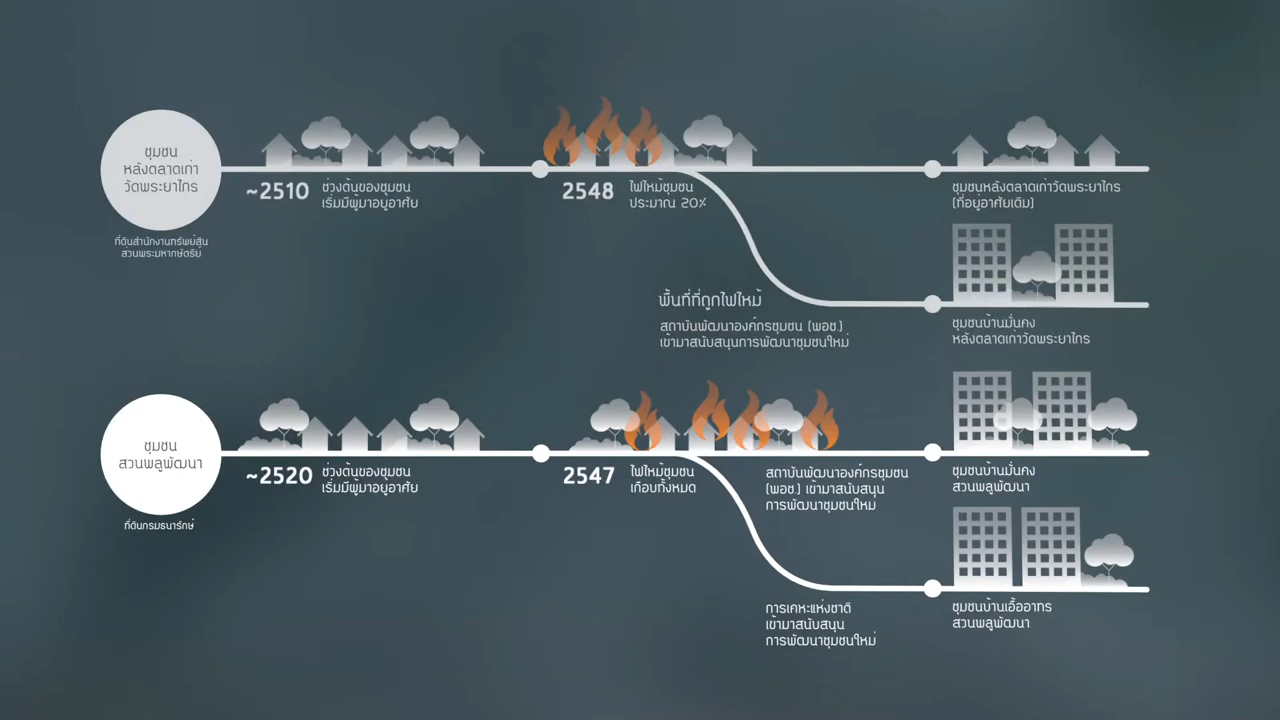 ชุมชน
หลังตลาดเก่า
วัดพระยาไกร
ที่ดินสำนักงานทรัพย์สิน
สวนพระมหากษัตริย์
~2510
ช่วงต้นของชุมชน
เริ่มมีผู้มาอยู่อาศัย
2548
ไฟไหม้ชุมชน
ประมาณ 20%
ชุมชนหลังตลาดเก่าวัดพระยาไกร
(ที่อยู่อาศัยเดิม)
พื้นที่ที่ถูกไฟไหม้
สถาบันพัฒนาองค์กรชุมชน (พอช.)
เข้ามาสนับสนุนการพัฒนาชุมชนใหม่
ชุมชนบ้านมั่นคง
หลังตลาดเก่าวัดพระยาไกร
ชุมชน
สวนพลูพัฒนา
ที่ดินกรมธนารักษ์
~2520
ช่วงต้นของชุมชน
เริ่มมีผู้มาอยู่อาศัย
2547
ไฟไหม้ชุมชน
เกือบทั้งหมด
สถาบันพัฒนาองค์กรชุมชน
(พอช.) เข้ามาสนับสนุน
การพัฒนาชุมชนใหม่
ชุมชนบ้านมั่นคง
สวนพลูพัฒนา
การเคหะแห่งชาติ
เข้ามาสนับสนุน
การพัฒนาชุมชนใหม่
ชุมชนบ้านเอื้ออาทร
สวนพลูพัฒนา